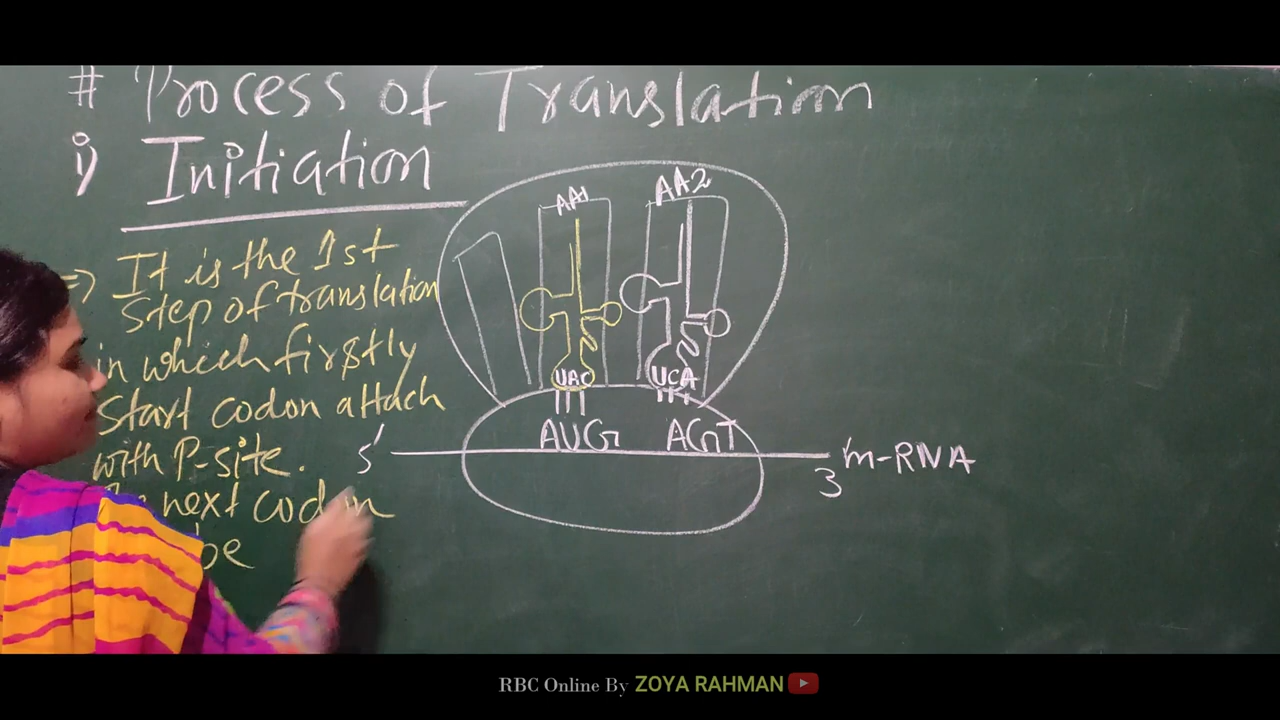 # Process of Translation
i) Initiation
=) It is the 1st
step of translation
in which firstly
start codon attach
with P-site.
next codon
be
AA1 AA2
UAC UCA
AUG AGT
5' 3' m-RNA
RBC Online By ZOYA RAHMAN